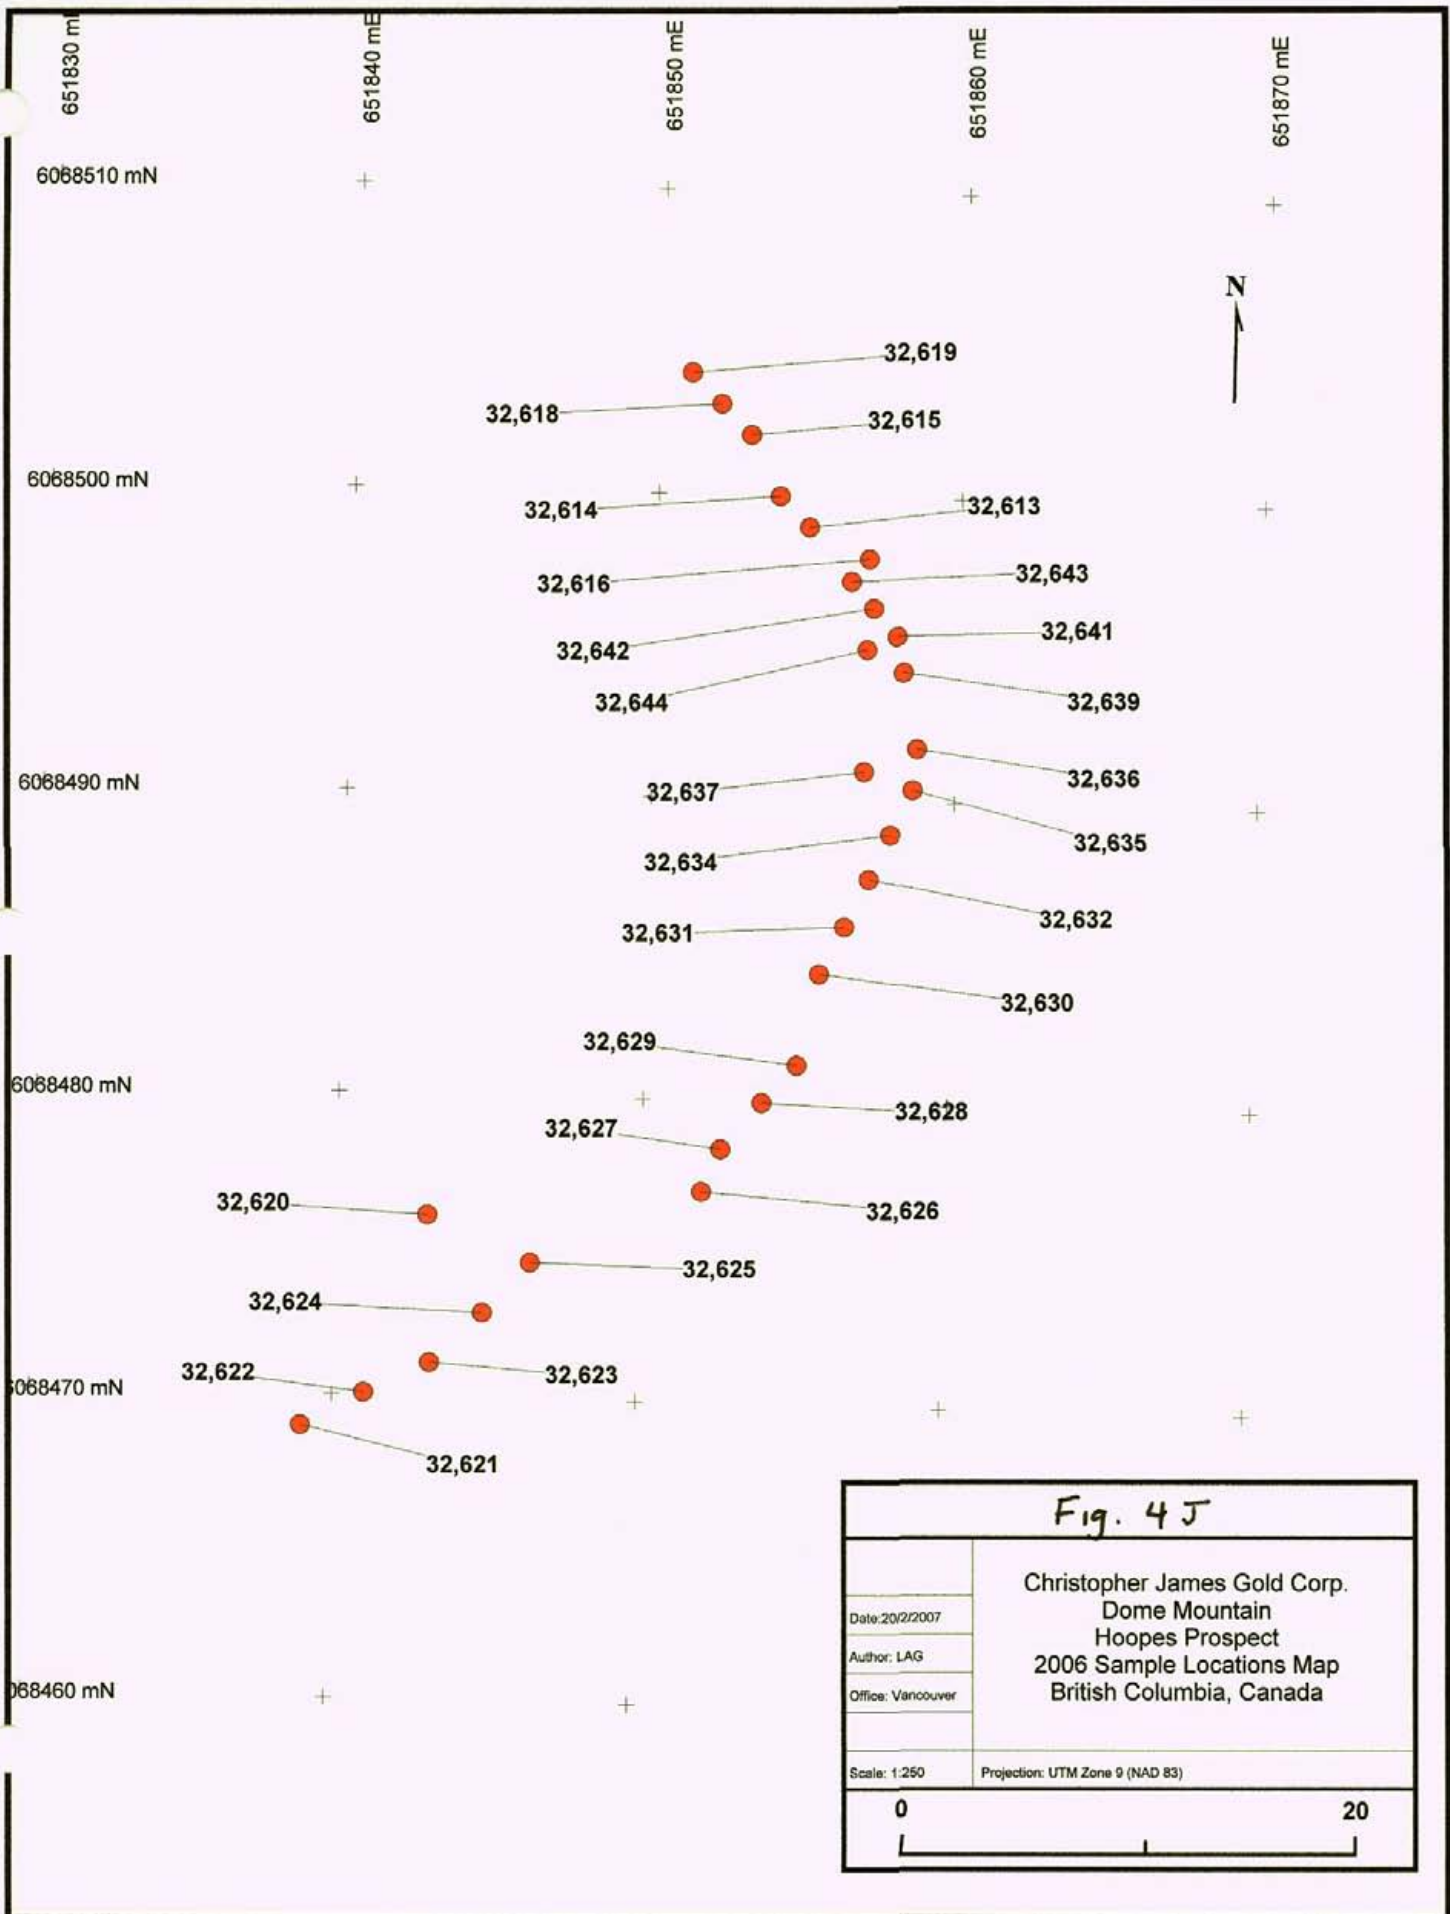 651830 mE
651840 mE
651850 mE
651860 mE
651870 mE
6068510 mN
N
32,619
32,618
32,615
6068500 mN
32,614
32,613
32,616
32,643
32,642
32,641
32,644
32,639
6068490 mN
32,637
32,636
32,635
32,634
32,632
32,631
32,630
32,629
6068480 mN
32,628
32,627
32,620
32,626
32,625
32,624
32,622
32,623
6068470 mN
32,621
068460 mN
Fig. 4 J
Christopher James Gold Corp.
Dome Mountain
Hoopes Prospect
2006 Sample Locations Map
British Columbia, Canada
Date:20/2/2007
Author: LAG
Office: Vancouver
Scale: 1:250
Projection: UTM Zone 9 (NAD 83)
0
20